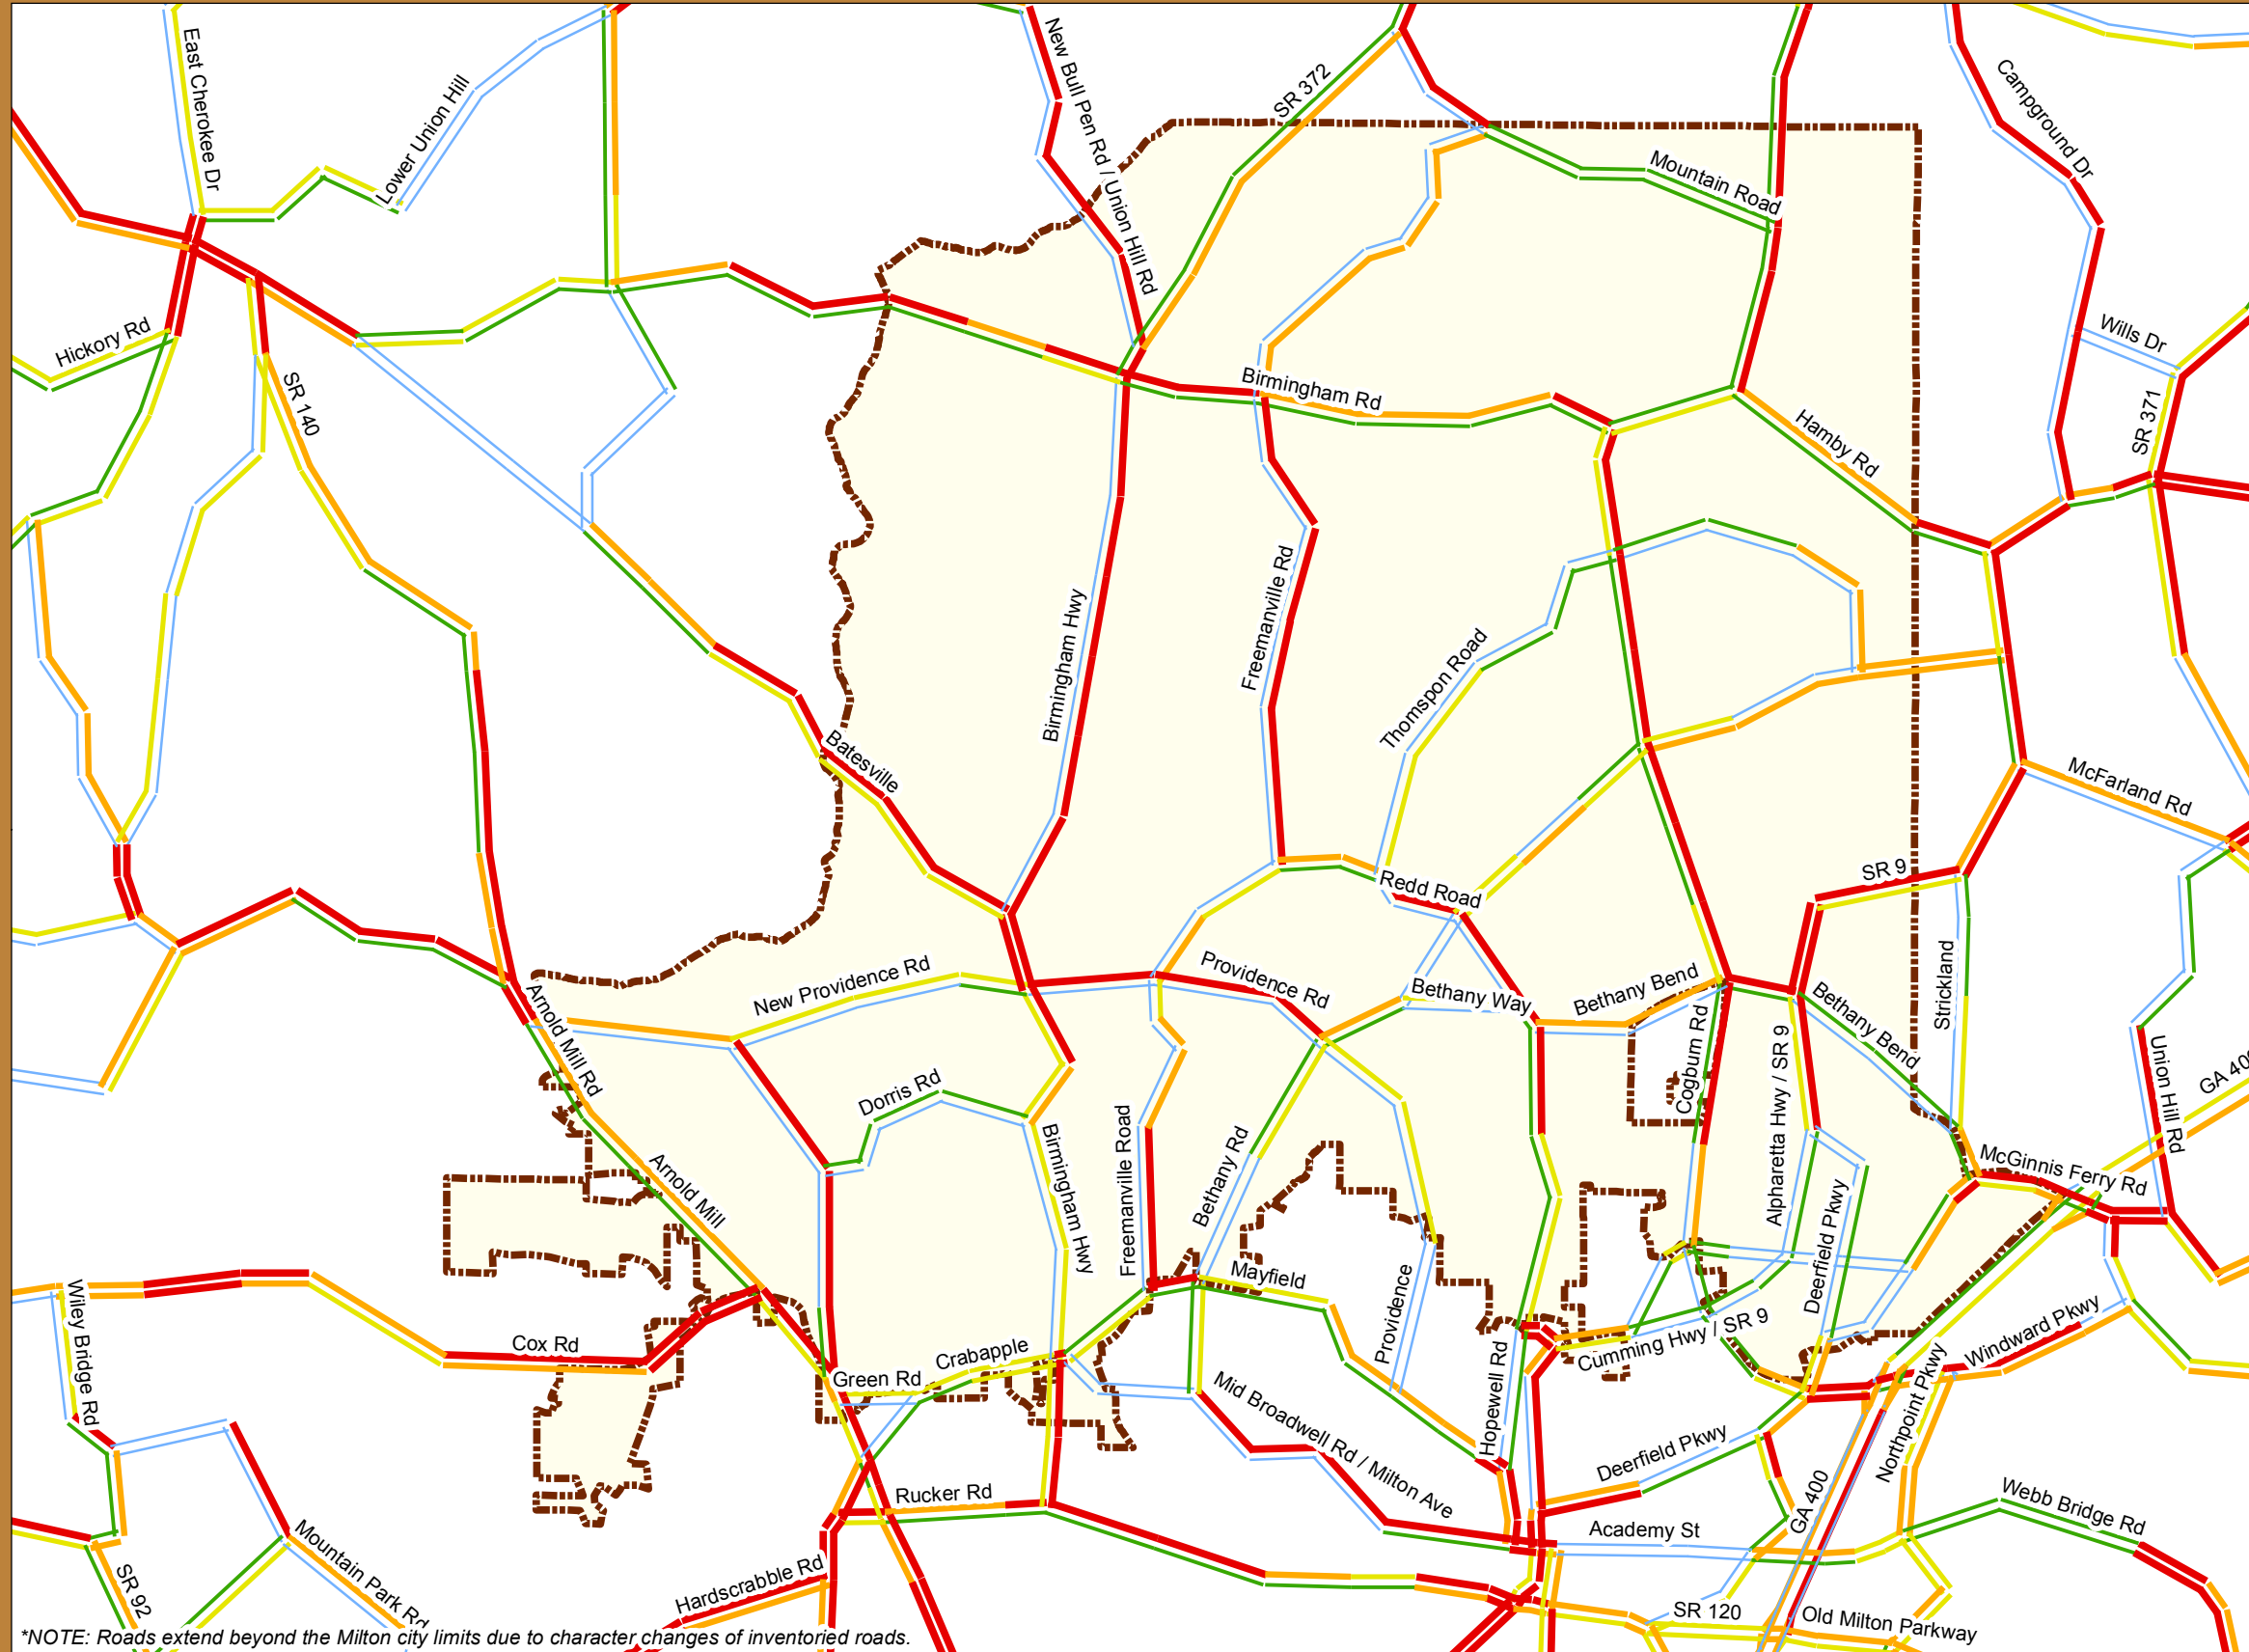 East Cherokee Dr
Lower Union Hill
New Bull Pen Rd / Union Hill Rd
SR 372
Mountain Road
Campground Dr
Wills Dr
SR 371
Hickory Rd
SR 140
Birmingham Rd
Hamby Rd
Birmingham Hwy
Freemanville Rd
Thomspon Road
Batesville
McFarland Rd
Redd Road
SR 9
Strickland
New Providence Rd
Providence Rd
Bethany Way
Bethany Bend
Bethany Bend
Cogburn Rd
Alpharetta Hwy / SR 9
Union Hill Rd
GA 400
Arnold Mill Rd
Dorris Rd
Birmingham Hwy
Freemanville Road
Bethany Rd
McGinnis Ferry Rd
Arnold Mill
Mayfield
Providence
Deerfield Pkwy
Wiley Bridge Rd
Cox Rd
Green Rd
Crabapple
Hopewell Rd
Cumming Hwy / SR 9
Windward Pkwy
Northpoint Pkwy
Mid Broadwell Rd / Milton Ave
Deerfield Pkwy
GA 400
Rucker Rd
Academy St
Webb Bridge Rd
SR 92
Mountain Park Rd
Hardscrabble Rd
SR 120
Old Milton Parkway
*NOTE: Roads extend beyond the Milton city limits due to character changes of inventoried roads.